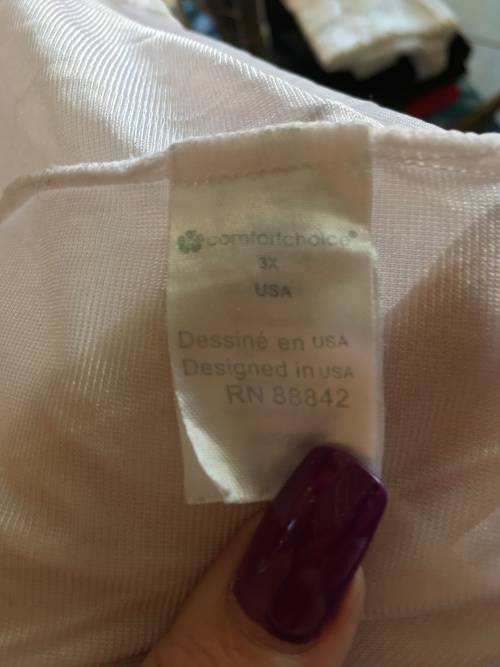 comfortchoice®
3X
USA
Dessiné en USA
Designed in USA
RN 88842